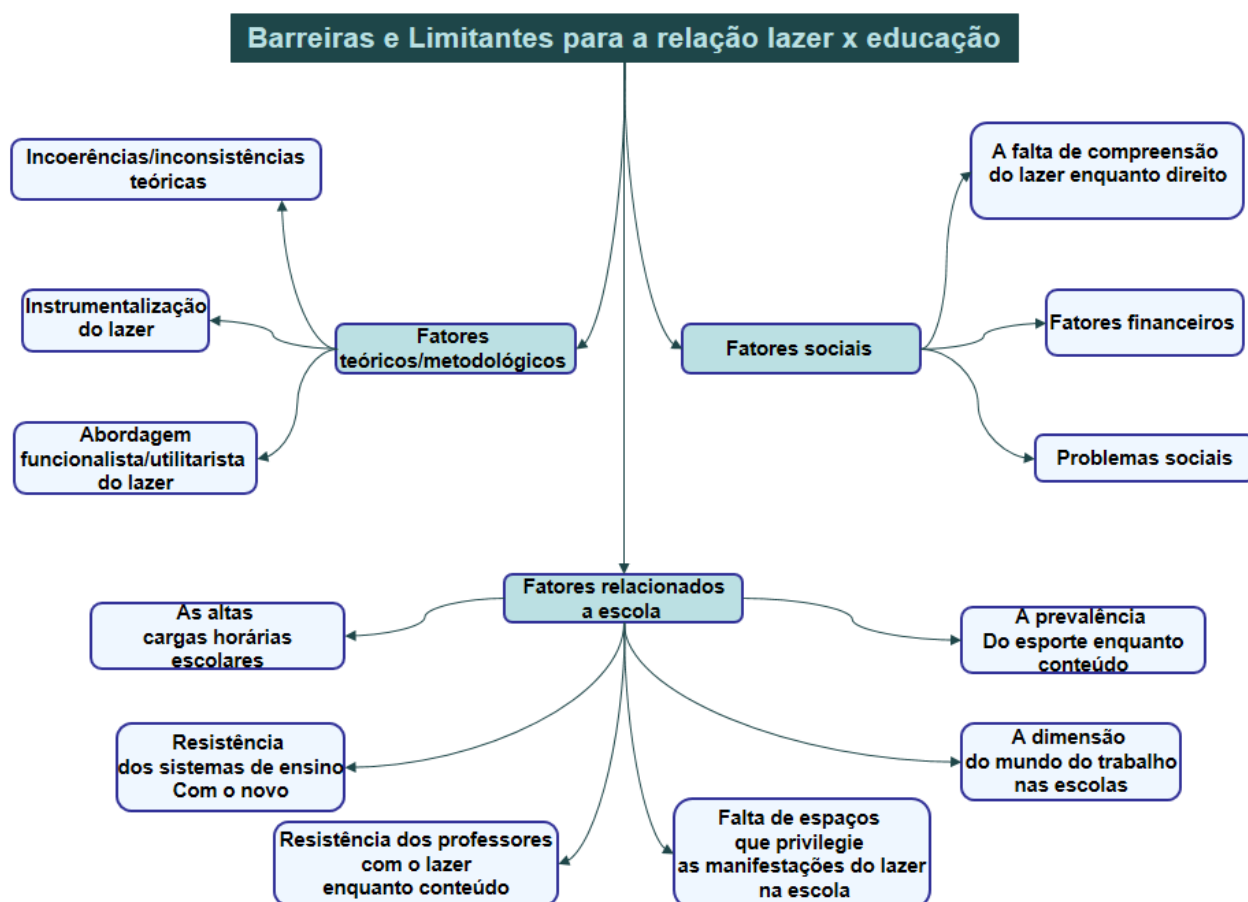 Barreiras e Limitantes para a relação lazer x educação
Incoerências/inconsistências
teóricas
A falta de compreensão
do lazer enquanto direito
Instrumentalização
do lazer
Fatores
teóricos/metodológicos
Fatores sociais
Fatores financeiros
Abordagem
funcionalista/utilitarista
do lazer
Problemas sociais
Fatores relacionados
a escola
As altas
cargas horárias
escolares
A prevalência
Do esporte enquanto
conteúdo
Resistência
dos sistemas de ensino
Com o novo
A dimensão
do mundo do trabalho
nas escolas
Resistência dos professores
com o lazer
enquanto conteúdo
Falta de espaços
que privilegie
as manifestações do lazer
na escola